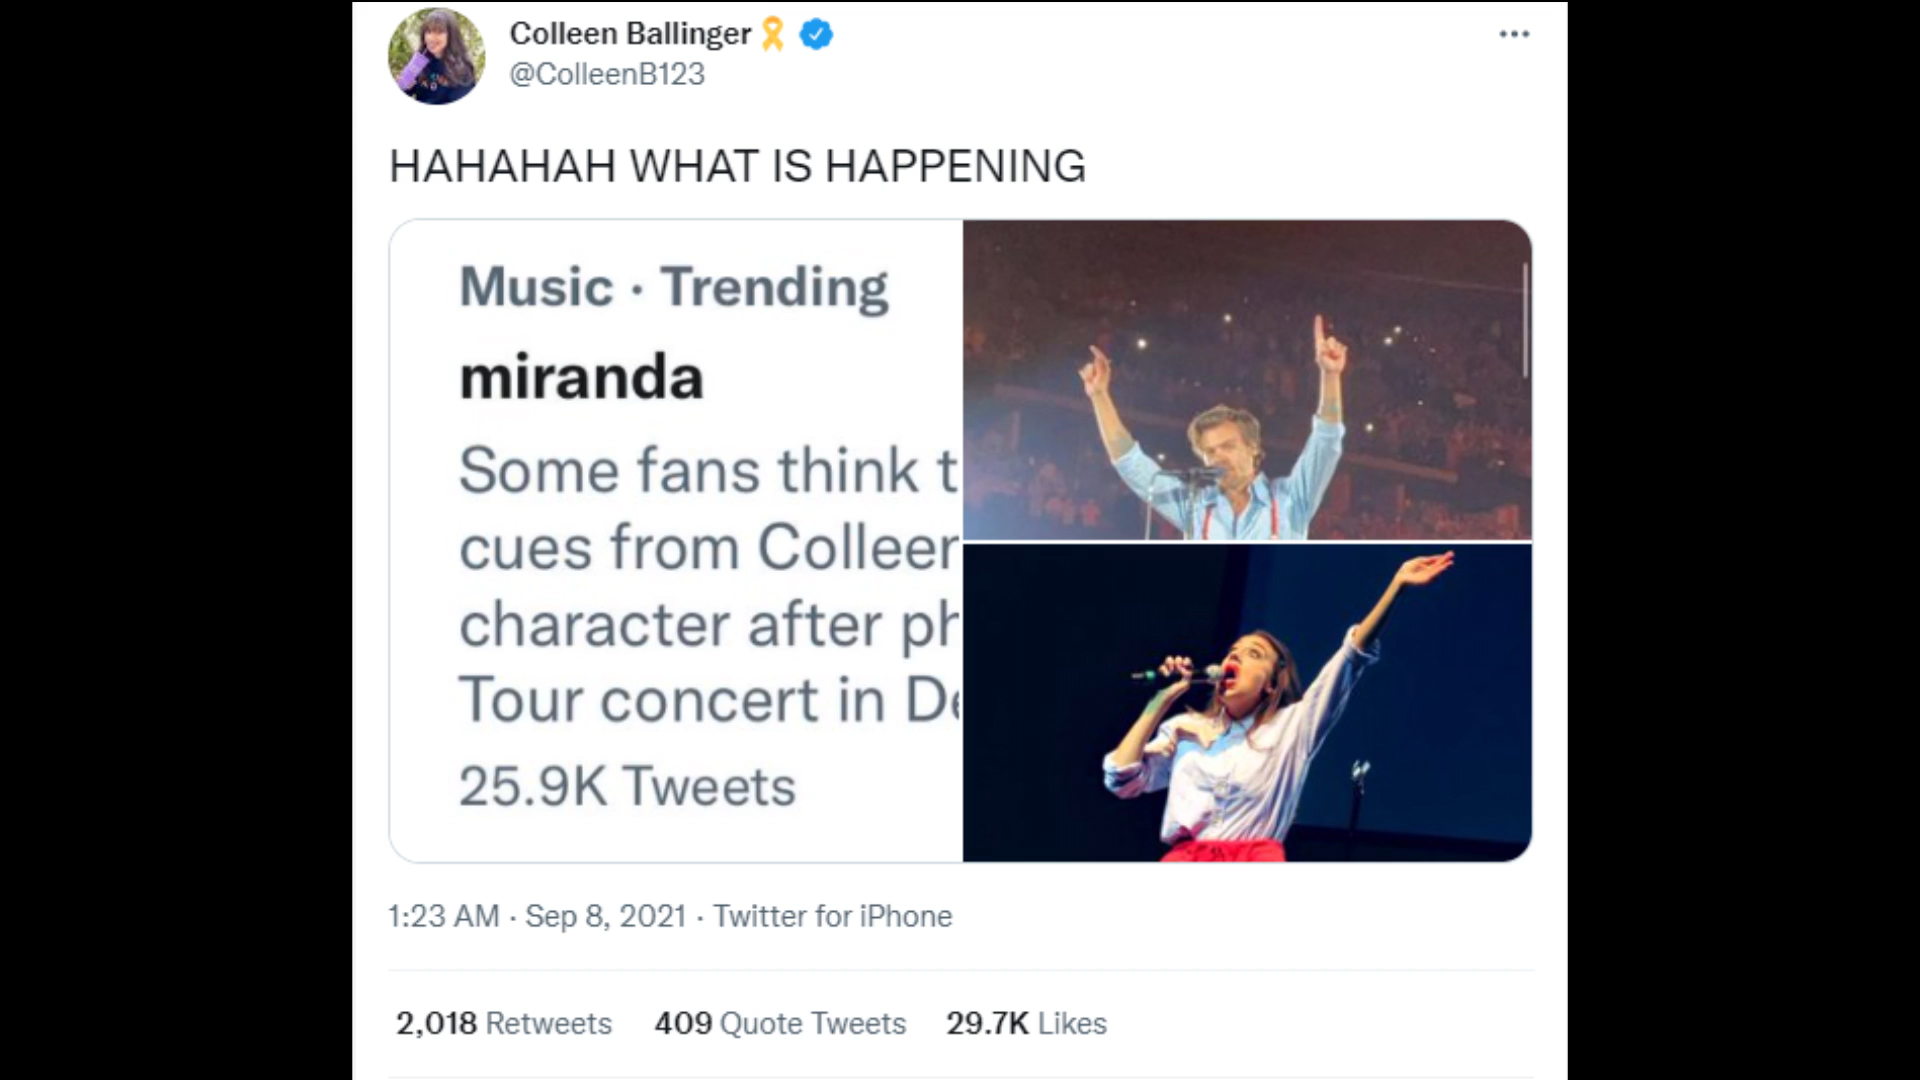 Colleen Ballinger
@ColleenB123
HAHAHAH WHAT IS HAPPENING
Music · Trending
miranda
Some fans think t
cues from Colleen
character after ph
Tour concert in De
25.9K Tweets
1:23 AM · Sep 8, 2021 · Twitter for iPhone
2,018 Retweets 409 Quote Tweets 29.7K Likes